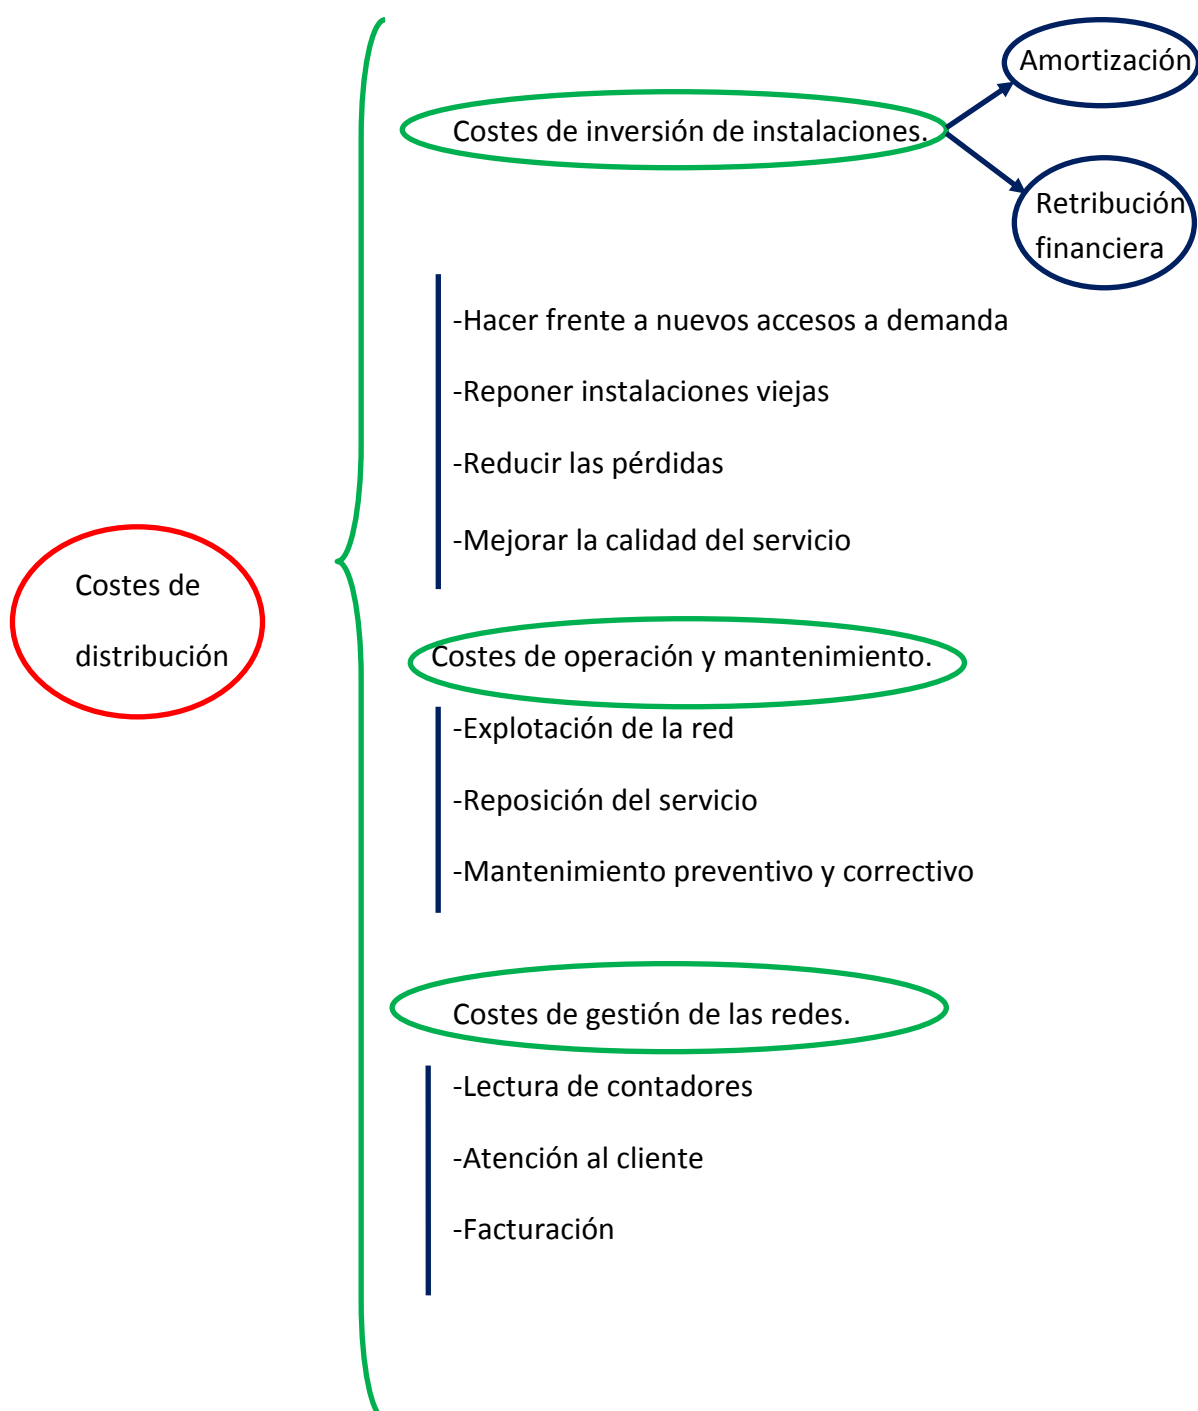 Amortización
Costes de inversión de instalaciones.
Retribución
financiera
-Hacer frente a nuevos accesos a demanda
-Reponer instalaciones viejas
-Reducir las pérdidas
-Mejorar la calidad del servicio
Costes de
distribución
Costes de operación y mantenimiento.
-Explotación de la red
-Reposición del servicio
-Mantenimiento preventivo y correctivo
Costes de gestión de las redes.
-Lectura de contadores
-Atención al cliente
-Facturación